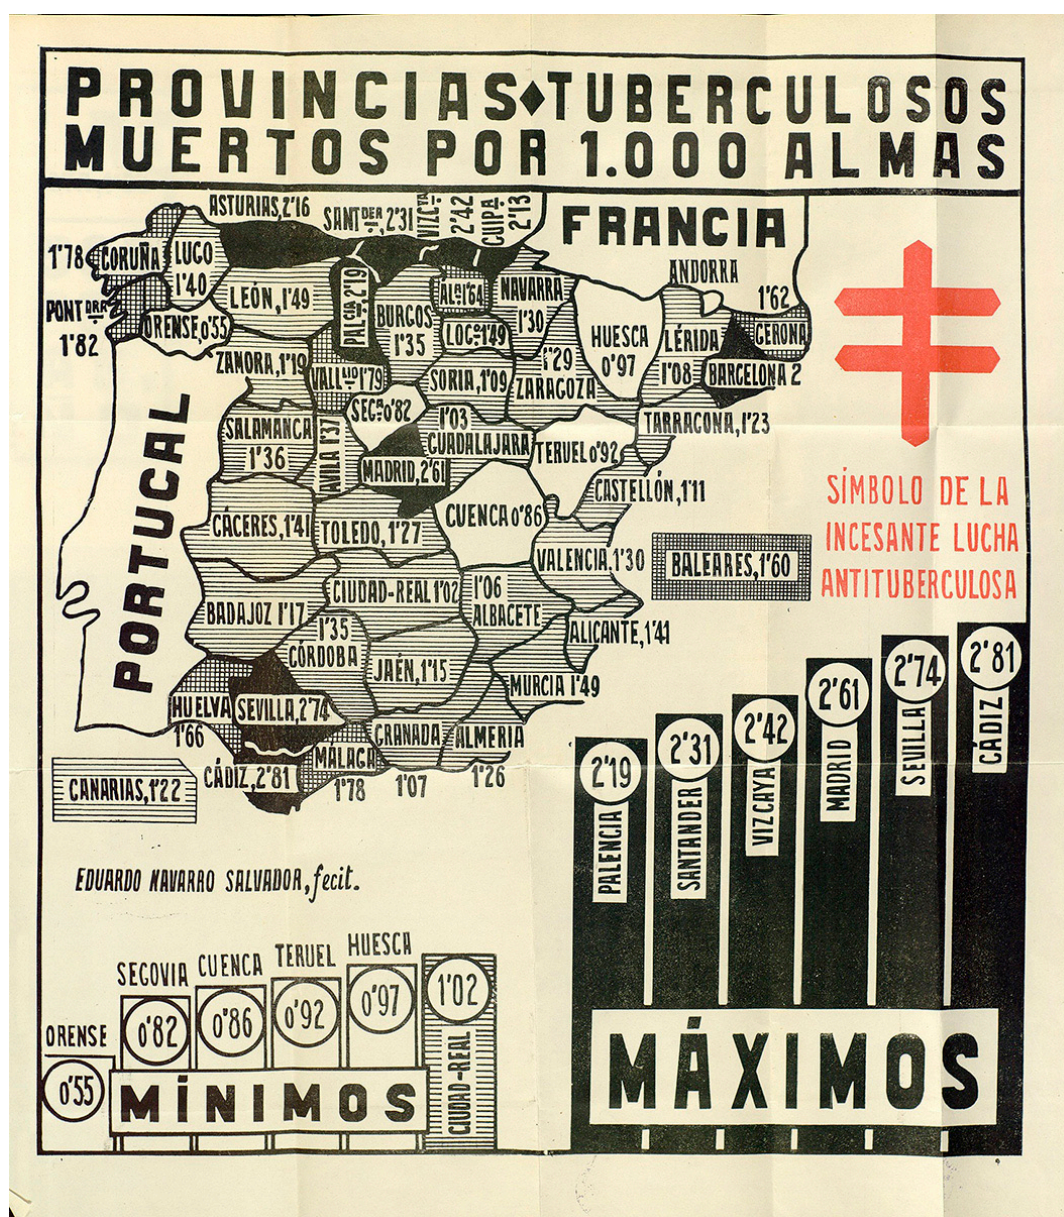 PROVINCIAS♦TUBERCULOSOS
MUERTOS POR 1.000 ALMAS
ASTURIAS, 2'16
SANT DER, 2'31
VIZC YA 2'42
GUIP A 2'13
FRANCIA
ANDORRA
1'78 CORUÑA
LUGO
1'40
LEÓN, 1'49
PAL CIA, 2'19
BURGOS
1'35
ÁL A 1'64
LOG O 1'49
NAVARRA
1'30
HUESCA
0'97
LÉRIDA
1'08
1'62
GERONA
BARCELONA 2
PONT DRA
1'82
ORENSE, 0'55
ZAMORA, 1'19
VALL LID 1'79
SORIA, 1'09
1'29
ZARAGOZA
TARRAGONA, 1'23
SEG A 0'82
SALAMANCA
1'36
ÁVILA 1'37
1'03
GUADALAJARA
MADRID, 2'61
TERUEL 0'92
CASTELLÓN, 1'11
PORTUGAL
CÁCERES, 1'41
TOLEDO, 1'27
CUENCA 0'86
VALENCIA, 1'30
BALEARES, 1'60
BADAJOZ 1'17
CIUDAD-REAL 1'02
1'06
ALBACETE
ALICANTE, 1'41
1'35
CÓRDOBA
JAÉN, 1'15
MURCIA 1'49
HUELVA
1'66
SEVILLA, 2'74
CÁDIZ, 2'81
MÁLAGA
1'78
GRANADA
1'07
ALMERIA
1'26
CANARIAS, 1'22
SÍMBOLO DE LA
INCESANTE LUCHA
ANTITUBERCULOSA
EDUARDO NAVARRO SALVADOR, fecit.
ORENSE
0'55
SEGOVIA
0'82
CUENCA
0'86
TERUEL
0'92
HUESCA
0'97
1'02
CIUDAD-REAL
MÍNIMOS
2'19
PALENCIA
2'31
SANTANDER
2'42
VIZCAYA
2'61
MADRID
2'74
SEVILLA
2'81
CÁDIZ
MÁXIMOS